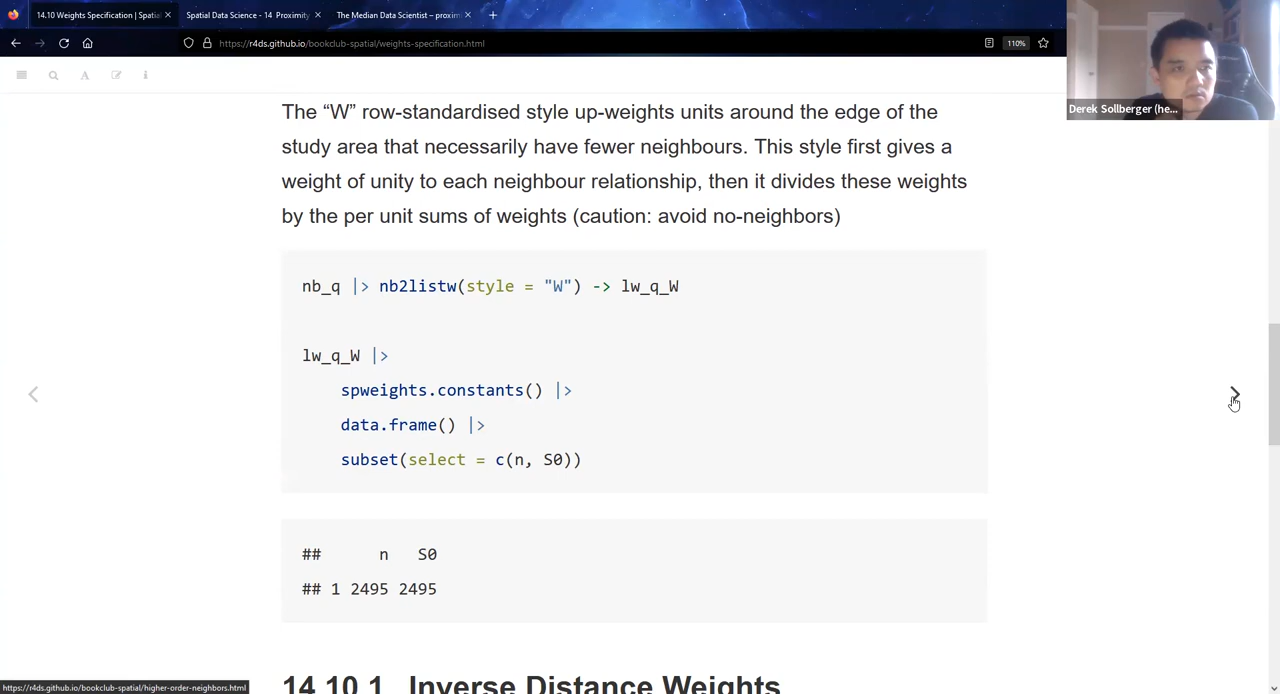 14.10 Weights Specification | Spatial
Spatial Data Science - 14 Proximity
The Median Data Scientist – proxim
https://r4ds.github.io/bookclub-spatial/weights-specification.html
110%
Derek Sollberger (he...
The “W” row-standardised style up-weights units around the edge of the
study area that necessarily have fewer neighbours. This style first gives a
weight of unity to each neighbour relationship, then it divides these weights
by the per unit sums of weights (caution: avoid no-neighbors)
nb_q |> nb2listw(style = "W") -> lw_q_W
lw_q_W |>
spweights.constants() |>
data.frame() |>
subset(select = c(n, S0))
## n S0
## 1 2495 2495
14.10.1 Inverse Distance Weights
https://r4ds.github.io/bookclub-spatial/higher-order-neighbors.html